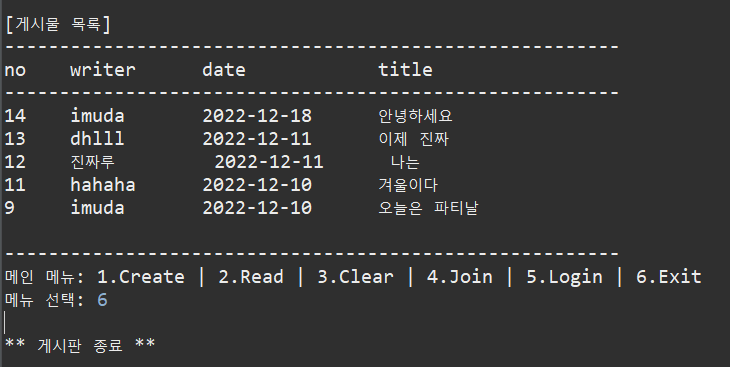 [게시물 목록]
--------------------------------------------------------
no writer date title
--------------------------------------------------------
14 imuda 2022-12-18 안녕하세요
13 dhlll 2022-12-11 이제 진짜
12 진짜루 2022-12-11 나는
11 hahaha 2022-12-10 겨울이다
9 imuda 2022-12-10 오늘은 파티날
--------------------------------------------------------
메인 메뉴: 1.Create | 2.Read | 3.Clear | 4.Join | 5.Login | 6.Exit
메뉴 선택: 6
** 게시판 종료 **